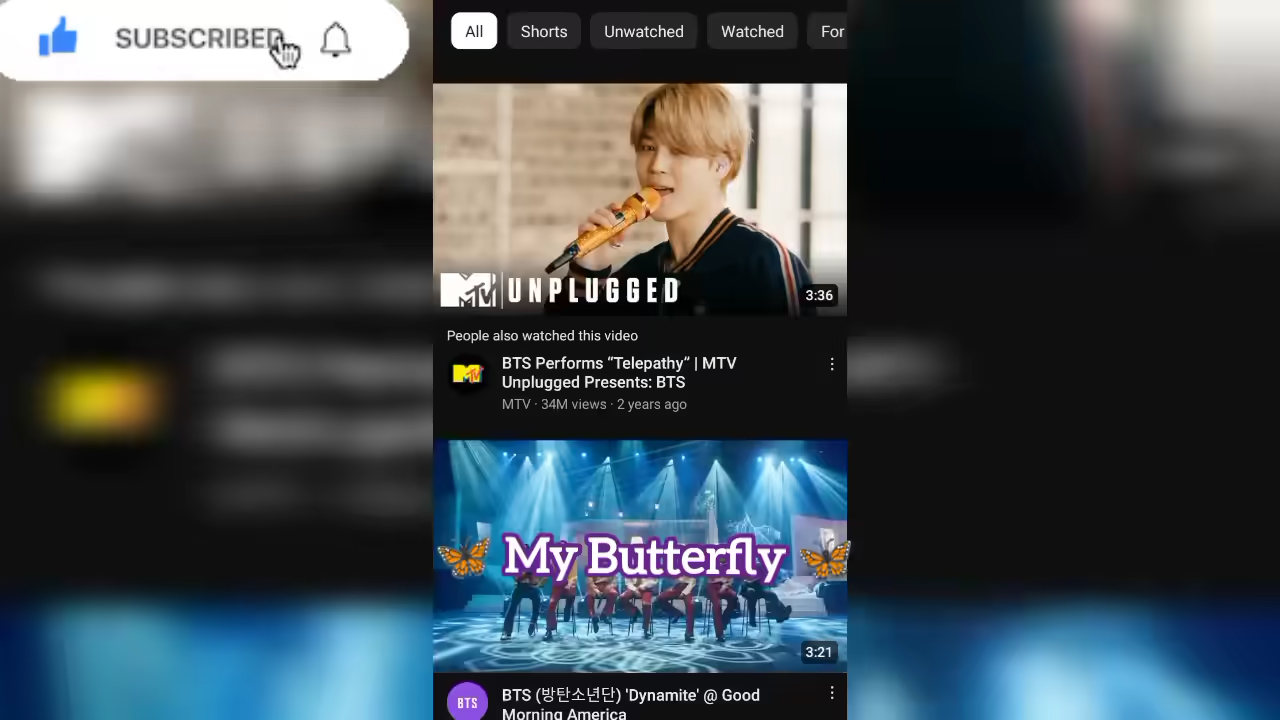 SUBSCRIBED
All Shorts Unwatched Watched For
MTV UNPLUGGED
3:36
People also watched this video
MTV
BTS Performs “Telepathy” | MTV
Unplugged Presents: BTS
MTV · 34M views · 2 years ago
My Butterfly
3:21
BTS
BTS (방탄소년단) 'Dynamite' @ Good
Morning America